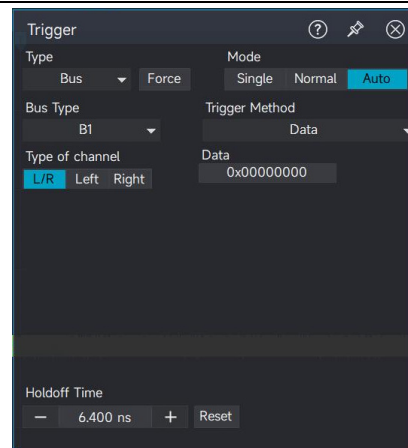 Trigger
Type Mode
Bus Force Single Normal Auto
Bus Type Trigger Method
B1 Data
Type of channel Data
L/R Left Right 0x00000000
Holdoff Time
− 6.400 ns + Reset